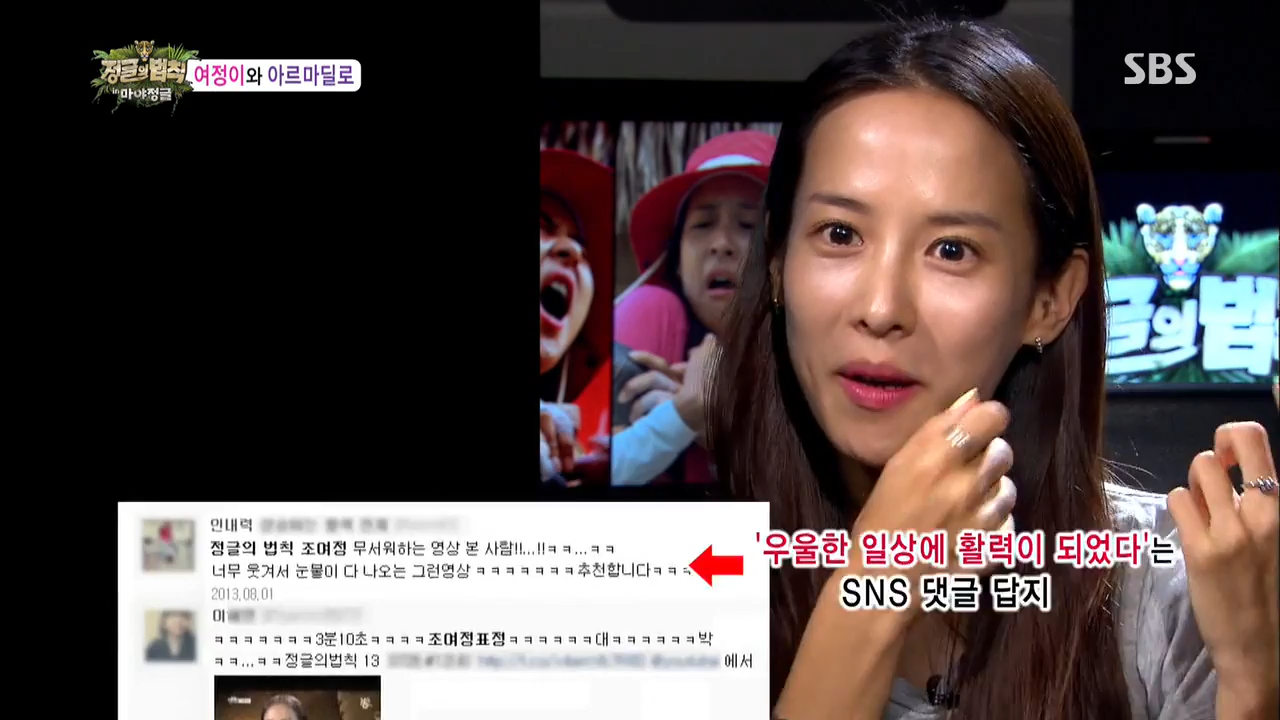 정글의 법칙
in 마야정글
여정이와 아르마딜로
SBS
글의 법
인내력
정글의 법칙 조여정 무서워하는 영상 본 사람!!...!!ㅋㅋ...ㅋㅋ
너무 웃겨서 눈물이 다 나오는 그런영상ㅋㅋㅋㅋㅋㅋㅋ추천합니다ㅋㅋㅋ
2013.08.01
이
ㅋㅋㅋㅋㅋㅋㅋ3분10초ㅋㅋㅋㅋ조여정표정ㅋㅋㅋㅋㅋㅋ대ㅋㅋㅋㅋㅋㅋ박
ㅋㅋ...ㅋㅋ정글의법칙 13 에서
'우울한 일상에 활력이 되었다'는
SNS 댓글 답지